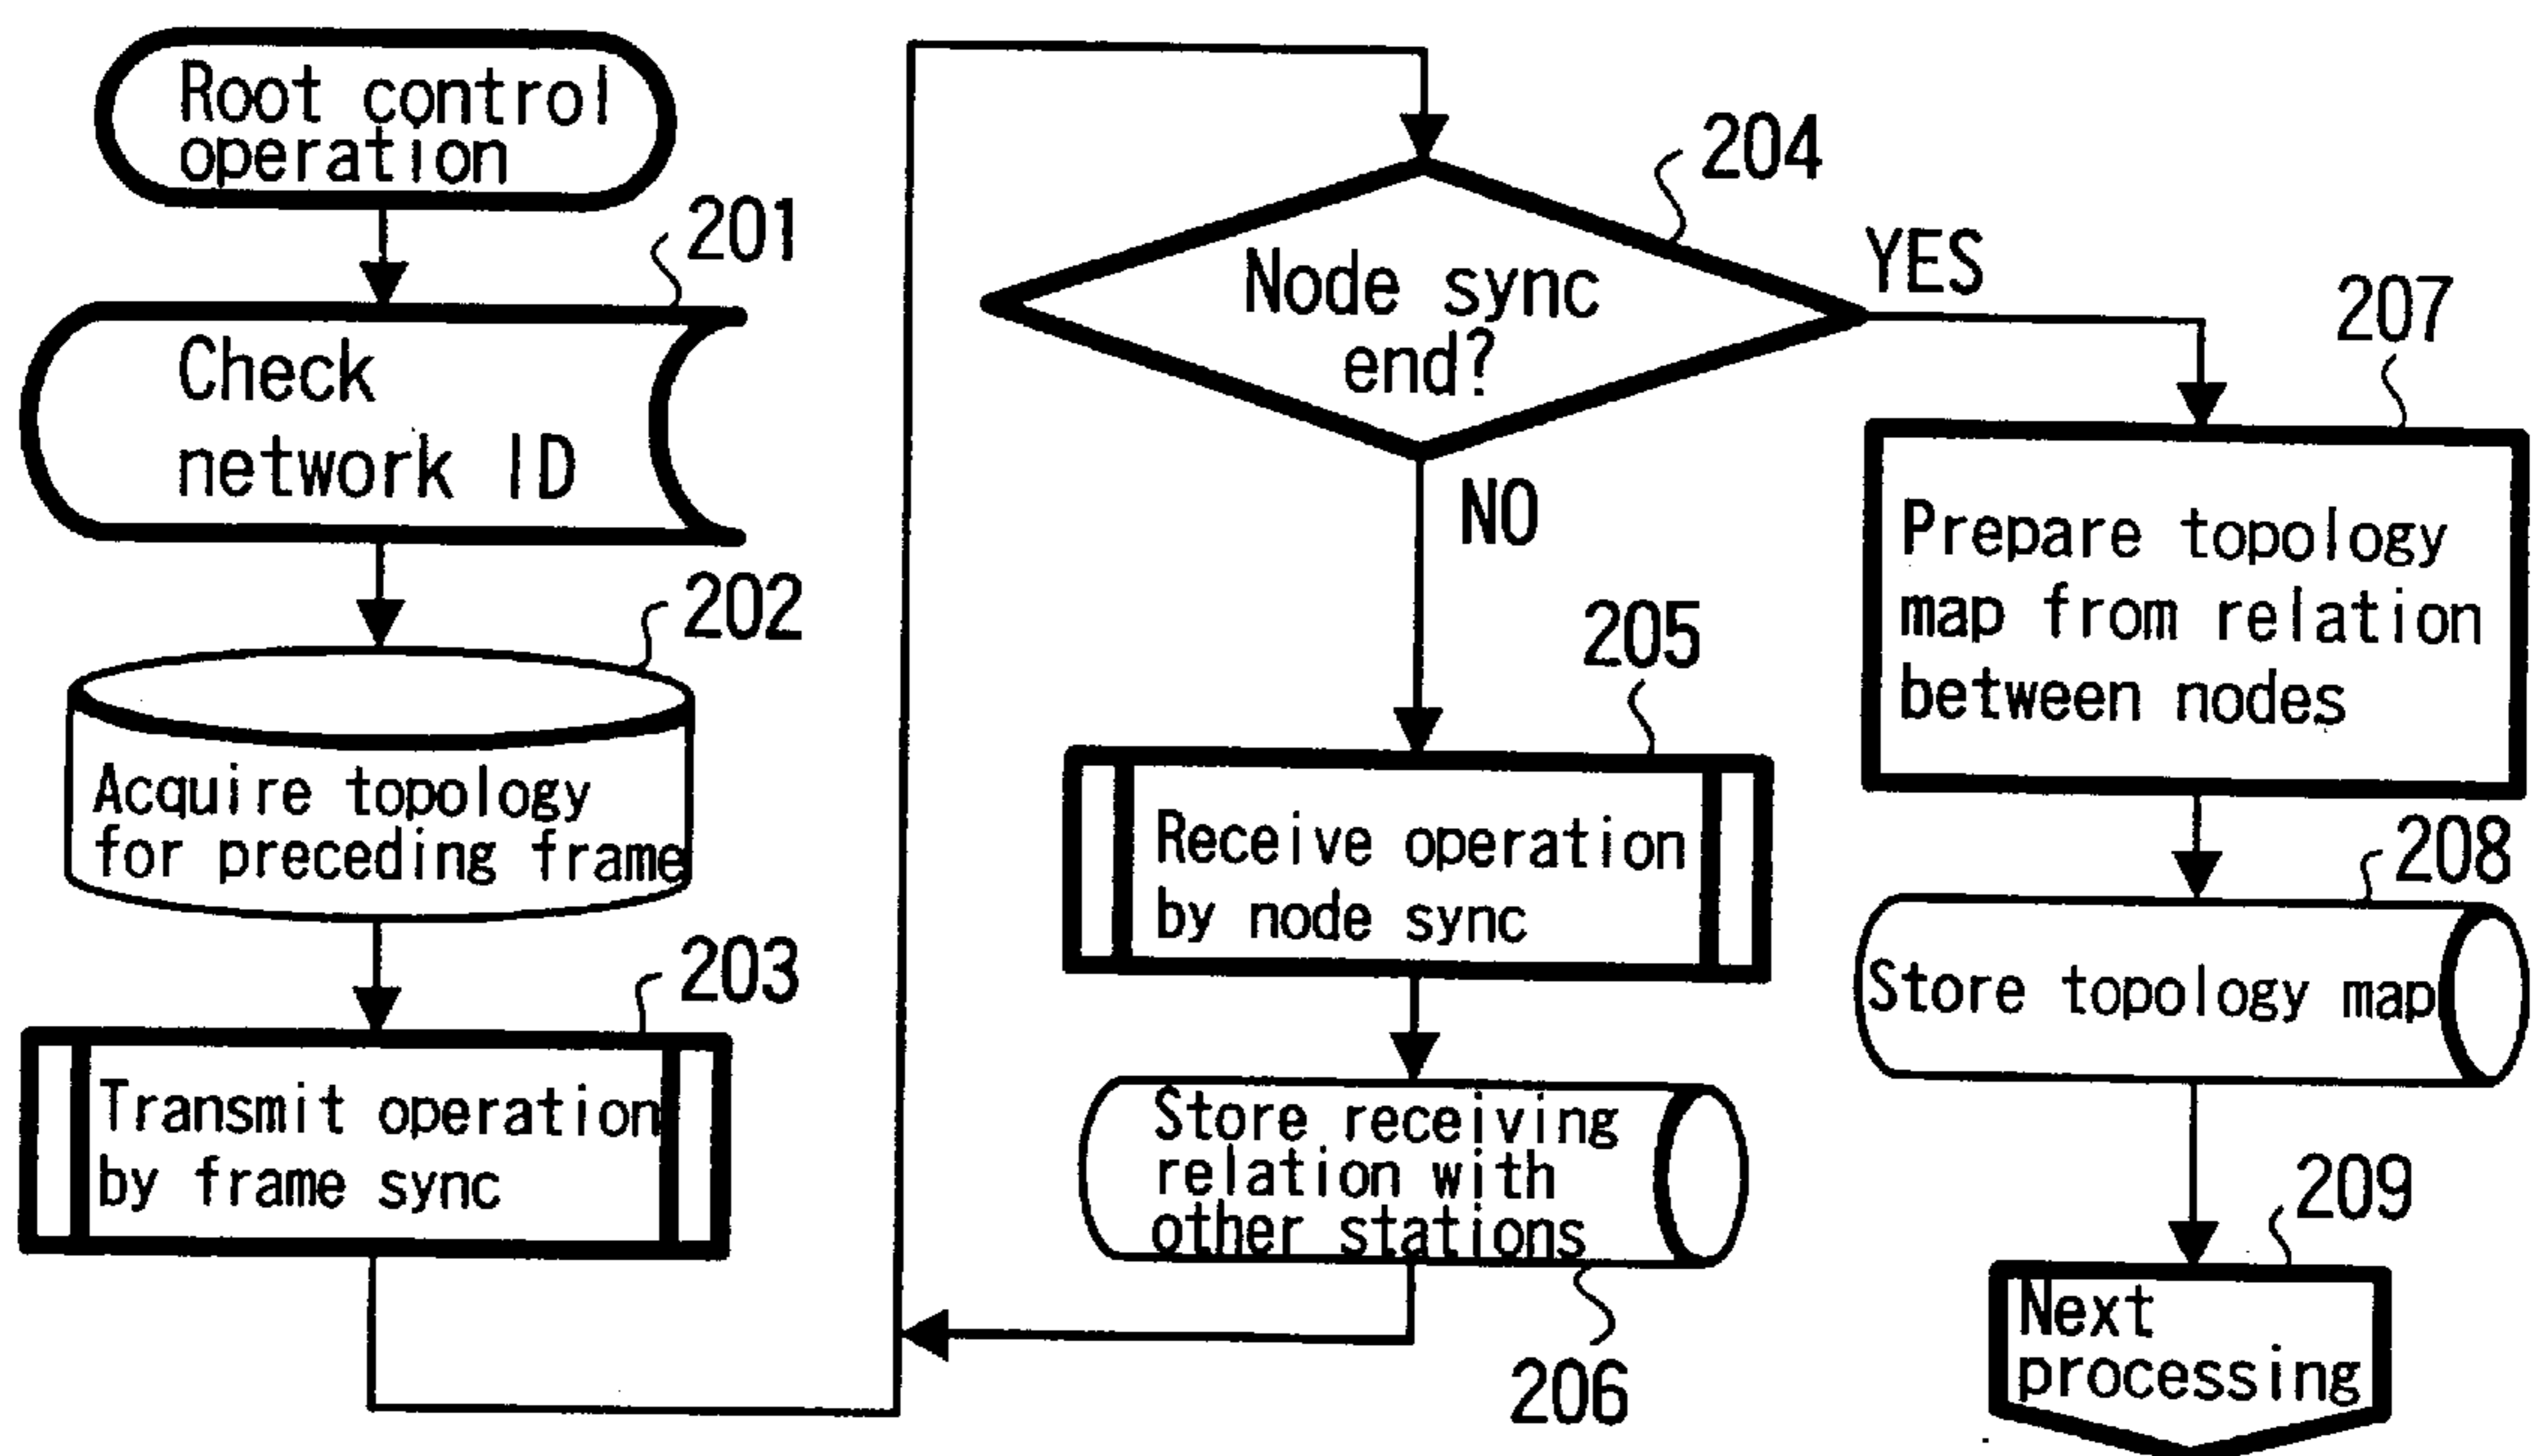 Root control
operation
201
Check
network ID
202
Acquire topology
for preceding frame
203
Transmit operation
by frame sync
204
Node sync
end?
YES
NO
205
Receive operation
by node sync
Store receiving
relation with
other stations
206
207
Prepare topology
map from relation
between nodes
208
Store topology map
209
Next
processing